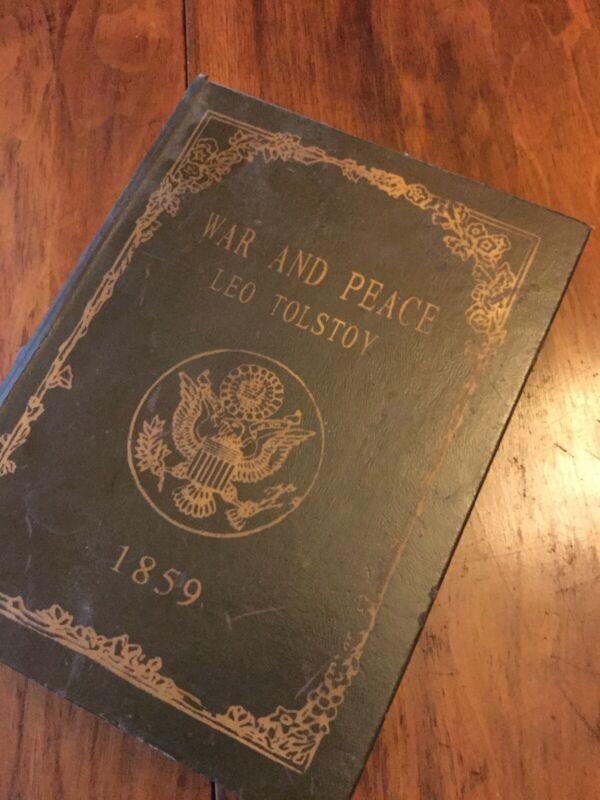 WAR AND PEACE
LEO TOLSTOY
1859